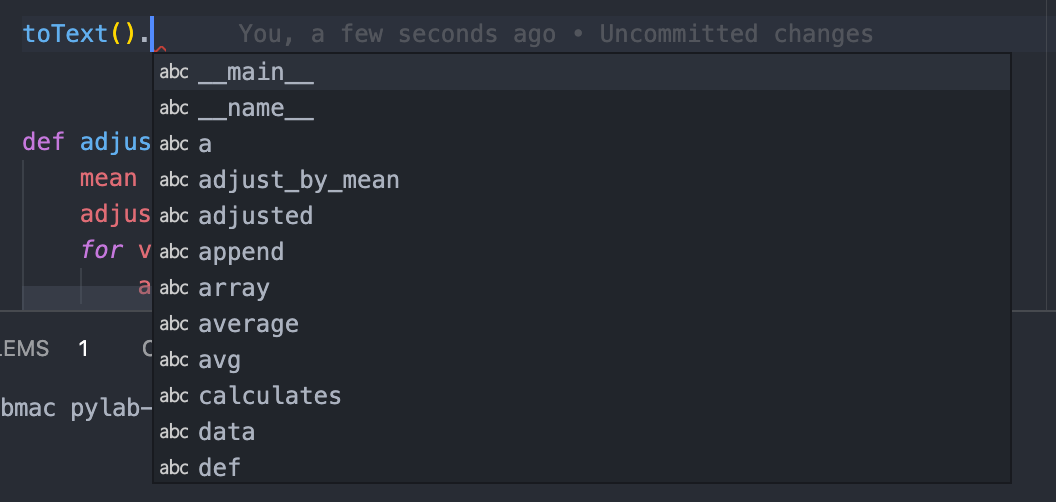 toText(). You, a few seconds ago • Uncommitted changes
abc __main__
abc __name__
abc a
def adjus
abc adjust_by_mean
mean
abc adjusted
adjus
abc append
for v
abc array
a
abc average
abc avg
LEMS 1
abc calculates
abc data
bmac pylab-
abc def